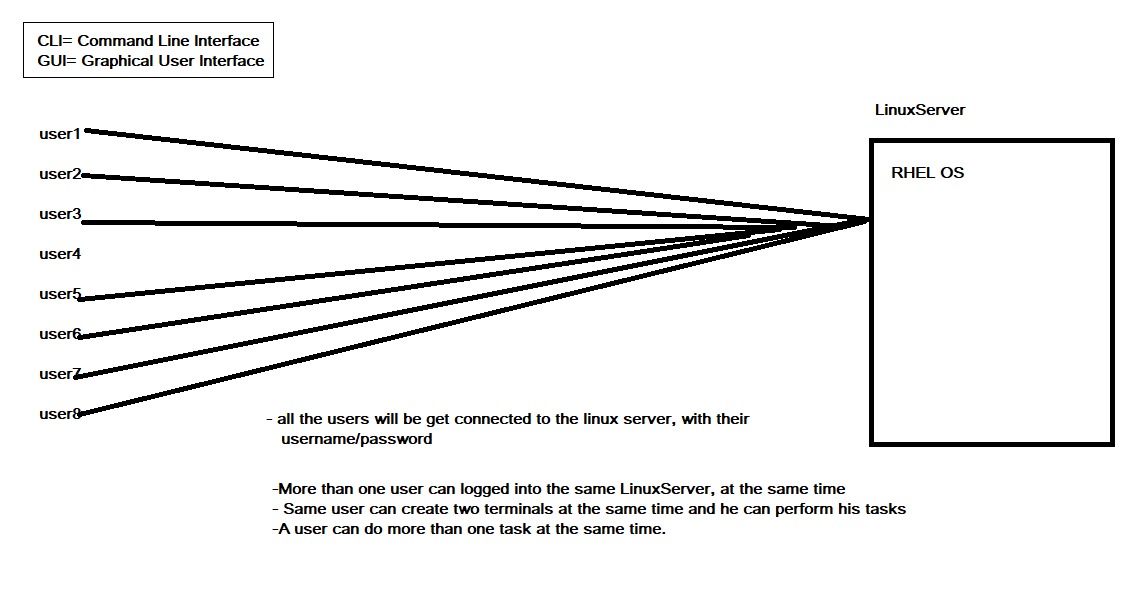 CLI= Command Line Interface
GUI= Graphical User Interface
LinuxServer
RHEL OS
user1
user2
user3
user4
user5
user6
user7
user8
- all the users will be get connected to the linux server, with their
username/password
-More than one user can logged into the same LinuxServer, at the same time
- Same user can create two terminals at the same time and he can perform his tasks
-A user can do more than one task at the same time.